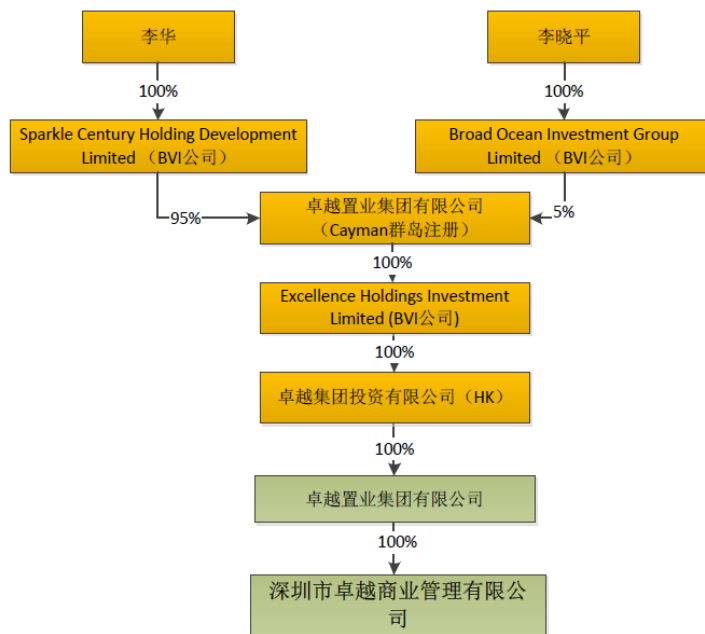 李华
李晓平
100%
100%
Sparkle Century Holding Development
Limited （BVI公司）
Broad Ocean Investment Group
Limited （BVI公司）
95%
5%
卓越置业集团有限公司
（Cayman群岛注册）
100%
Excellence Holdings Investment
Limited (BVI公司)
100%
卓越集团投资有限公司（HK）
100%
卓越置业集团有限公司
100%
深圳市卓越商业管理有限公
司